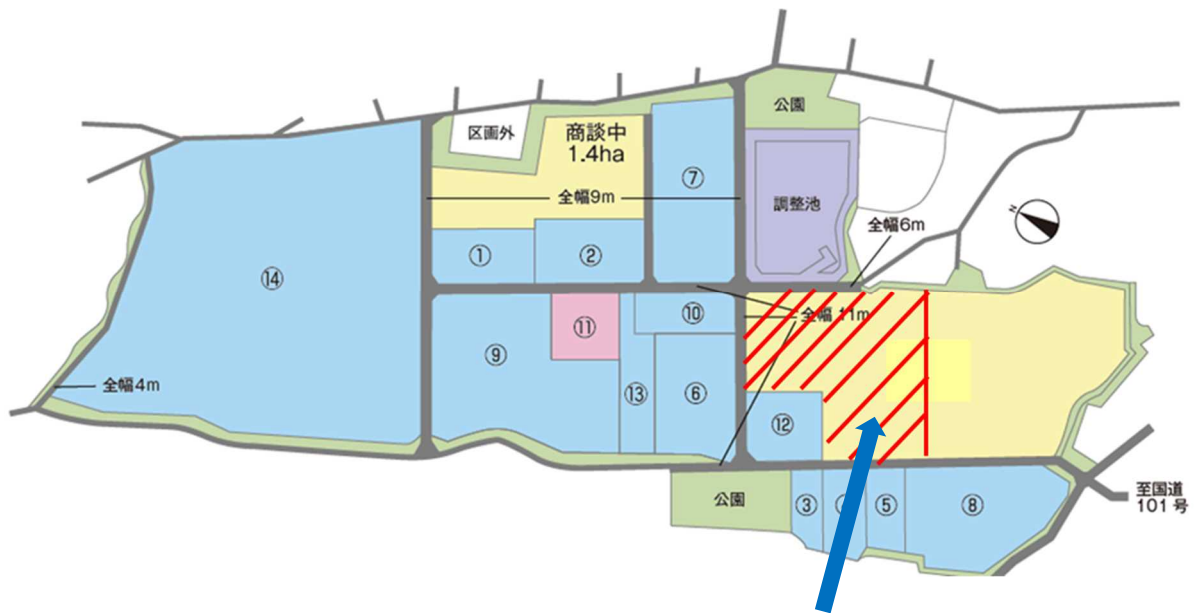 公園
区画外
商談中
1.4ha
⑦
全幅9m
調整池
全幅6m
N
①
②
⑭
全幅11m
⑩
⑪
⑨
⑬
⑥
⑫
全幅4m
公園
③
⑤
⑧
至国道
101号